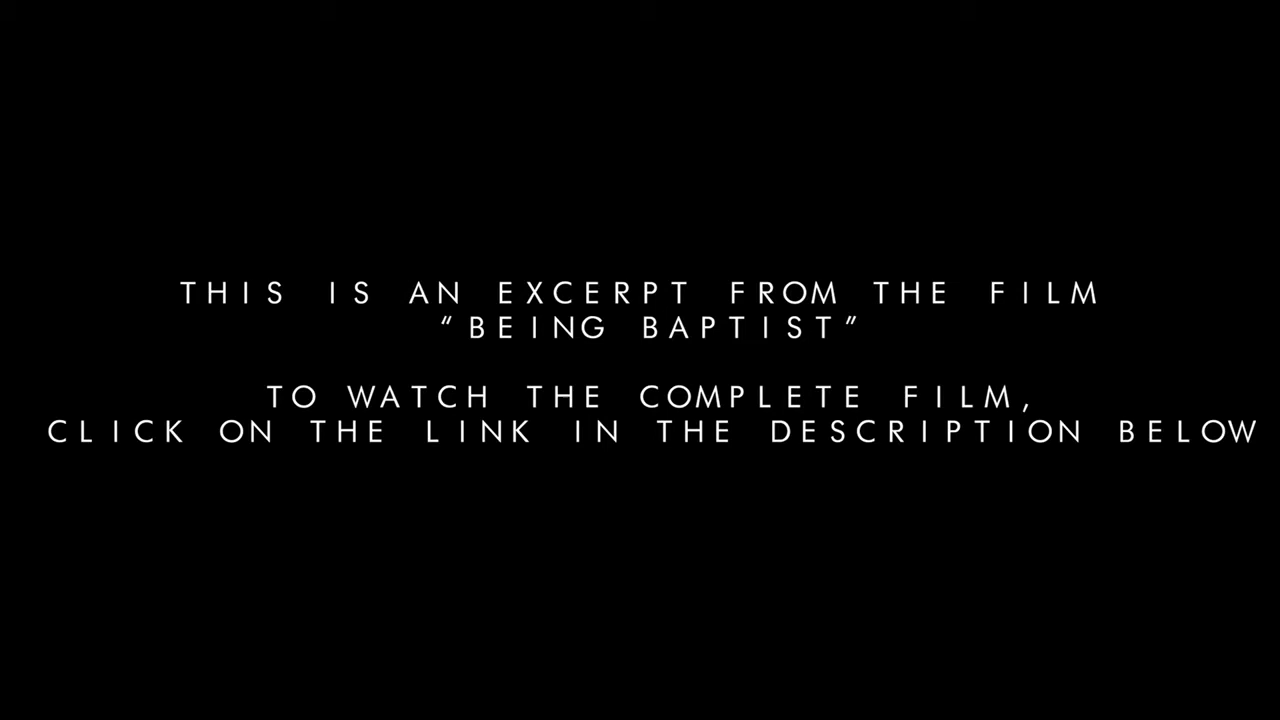 THIS IS AN EXCERPT FROM THE FILM
“BEING BAPTIST”
TO WATCH THE COMPLETE FILM,
CLICK ON THE LINK IN THE DESCRIPTION BELOW